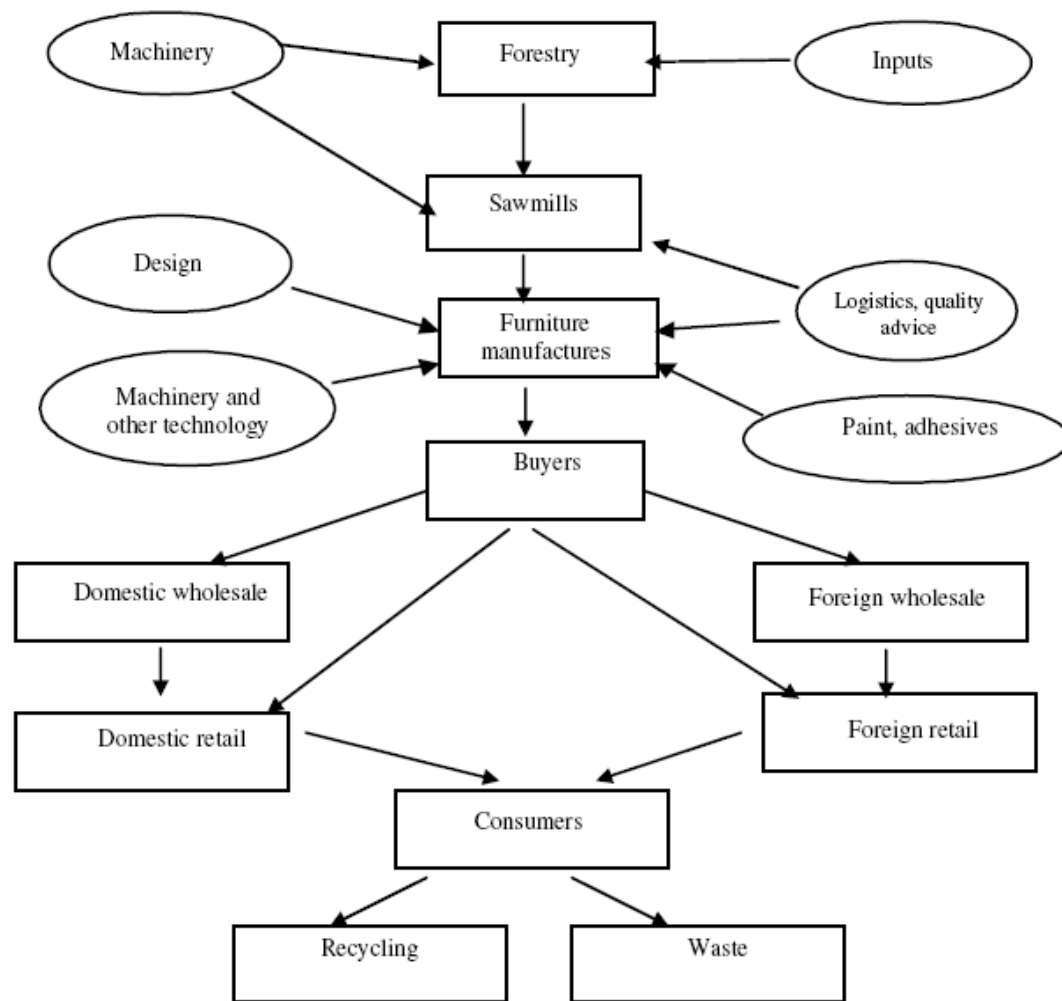 Machinery
Forestry
Inputs
Sawmills
Design
Logistics, quality
advice
Furniture
manufactures
Machinery and
other technology
Paint, adhesives
Buyers
Domestic wholesale
Foreign wholesale
Domestic retail
Foreign retail
Consumers
Recycling
Waste